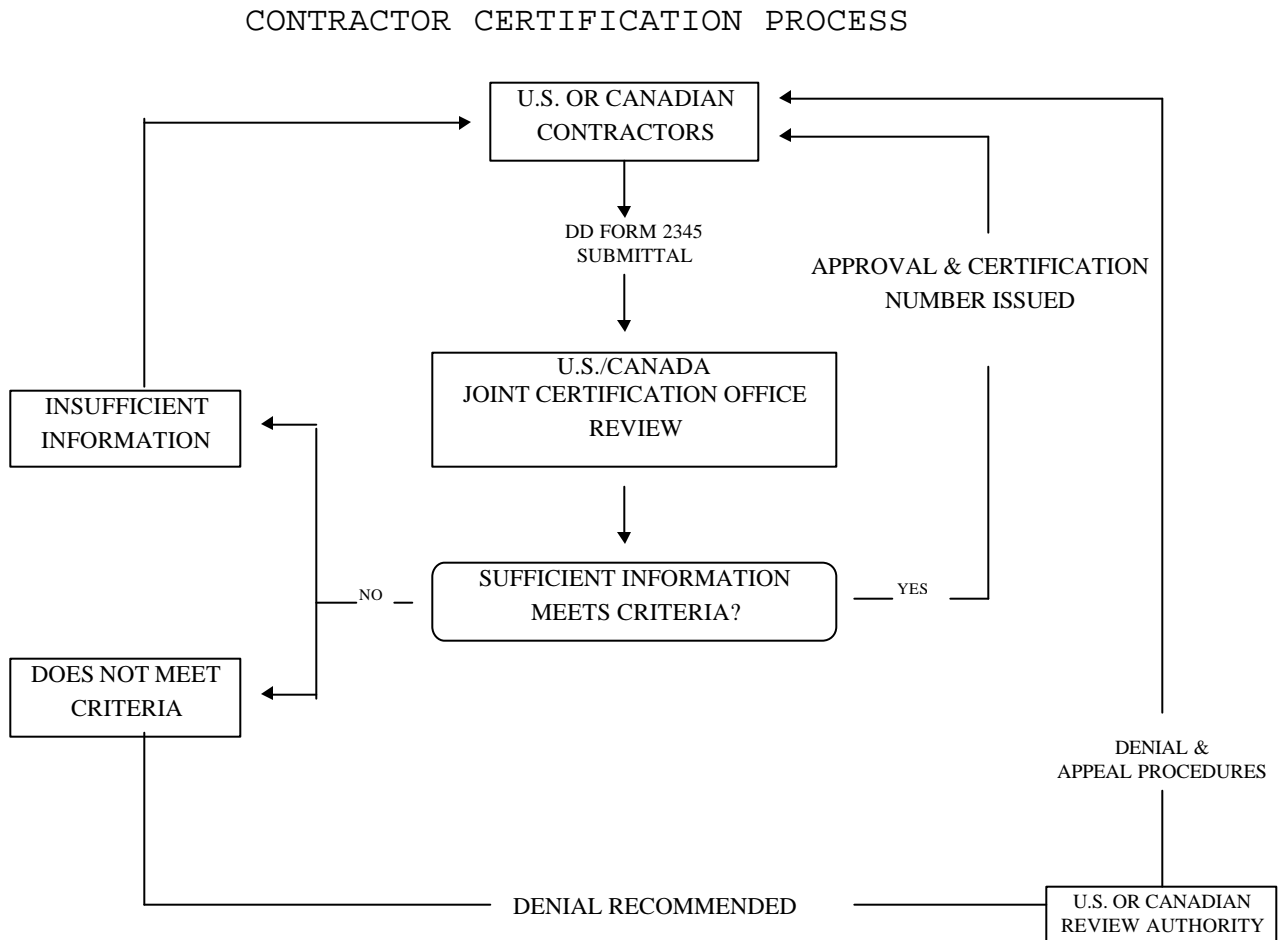 CONTRACTOR CERTIFICATION PROCESS
U.S. OR CANADIAN
CONTRACTORS
DD FORM 2345
SUBMITTAL
APPROVAL & CERTIFICATION
NUMBER ISSUED
U.S./CANADA
JOINT CERTIFICATION OFFICE
REVIEW
INSUFFICIENT
INFORMATION
SUFFICIENT INFORMATION
MEETS CRITERIA?
NO
YES
DOES NOT MEET
CRITERIA
DENIAL &
APPEAL PROCEDURES
DENIAL RECOMMENDED
U.S. OR CANADIAN
REVIEW AUTHORITY